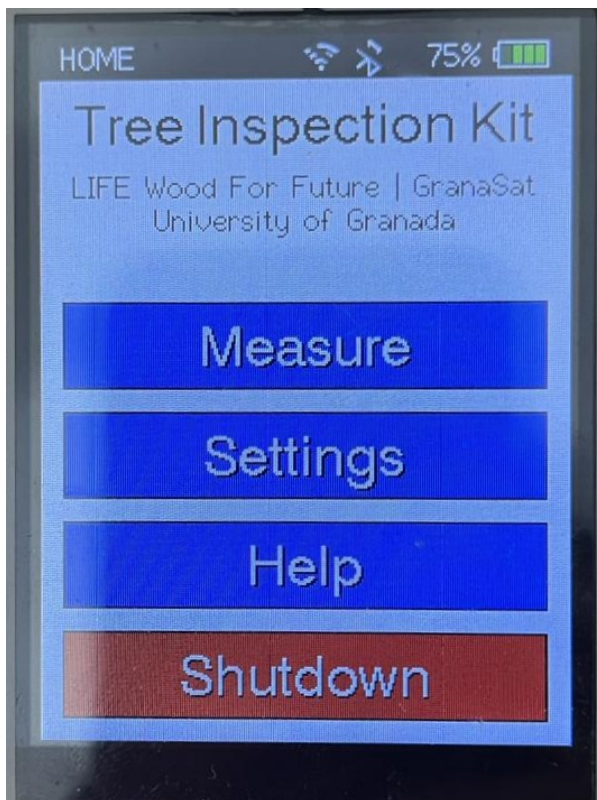 HOME 75%
Tree Inspection Kit
LIFE Wood For Future | GranaSat
University of Granada
Measure
Settings
Help
Shutdown